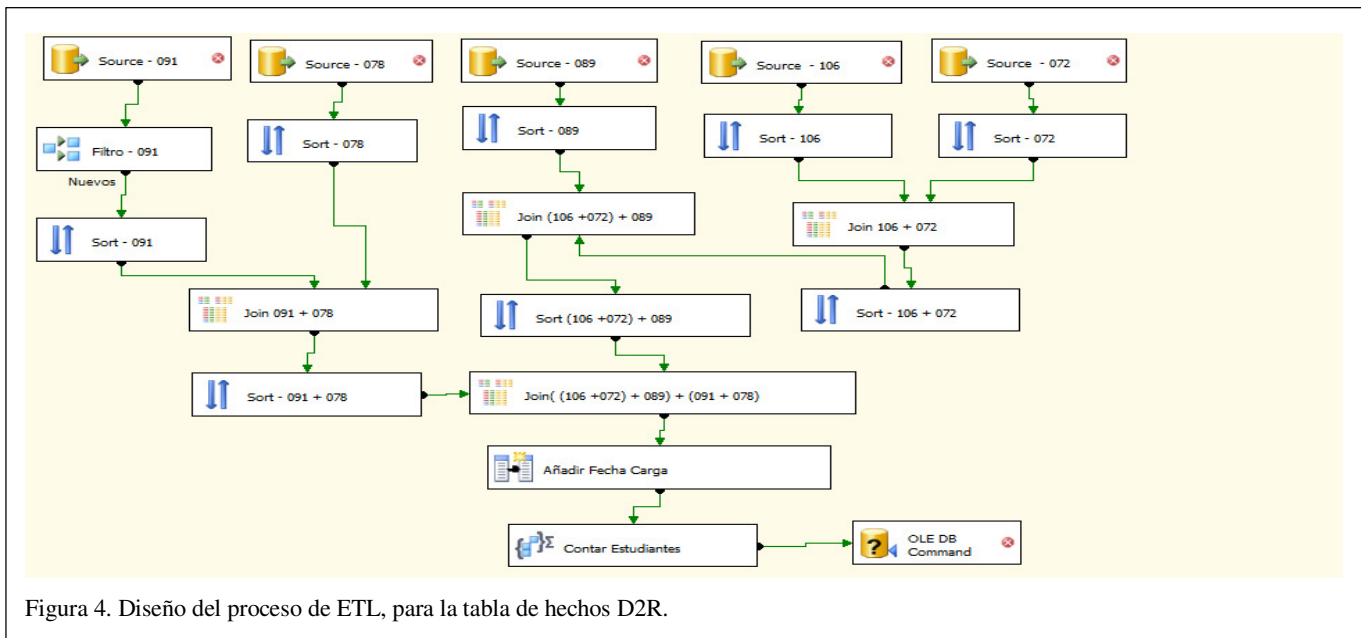 Source - 091
Source - 078
Source - 089
Source - 106
Source - 072
Filtro - 091
Sort - 078
Sort - 089
Sort - 106
Sort - 072
Nuevos
Sort - 091
Join (106 +072) + 089
Join 106 + 072
Join 091 + 078
Sort (106 +072) + 089
Sort - 106 + 072
Sort - 091 + 078
Join( (106 +072) + 089) + (091 + 078)
Añadir Fecha Carga
Contar Estudiantes
OLE DB
Command
Figura 4. Diseño del proceso de ETL, para la tabla de hechos D2R.